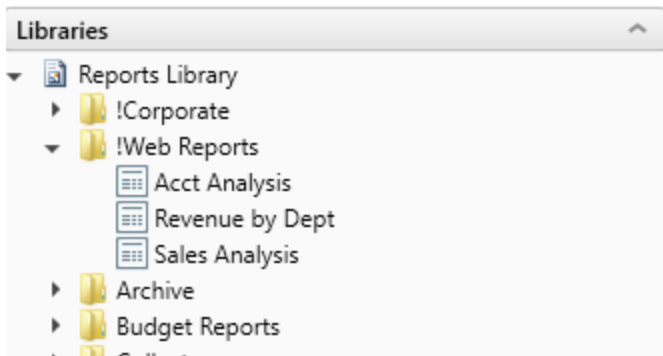 Libraries
Reports Library
!Corporate
!Web Reports
Acct Analysis
Revenue by Dept
Sales Analysis
Archive
Budget Reports